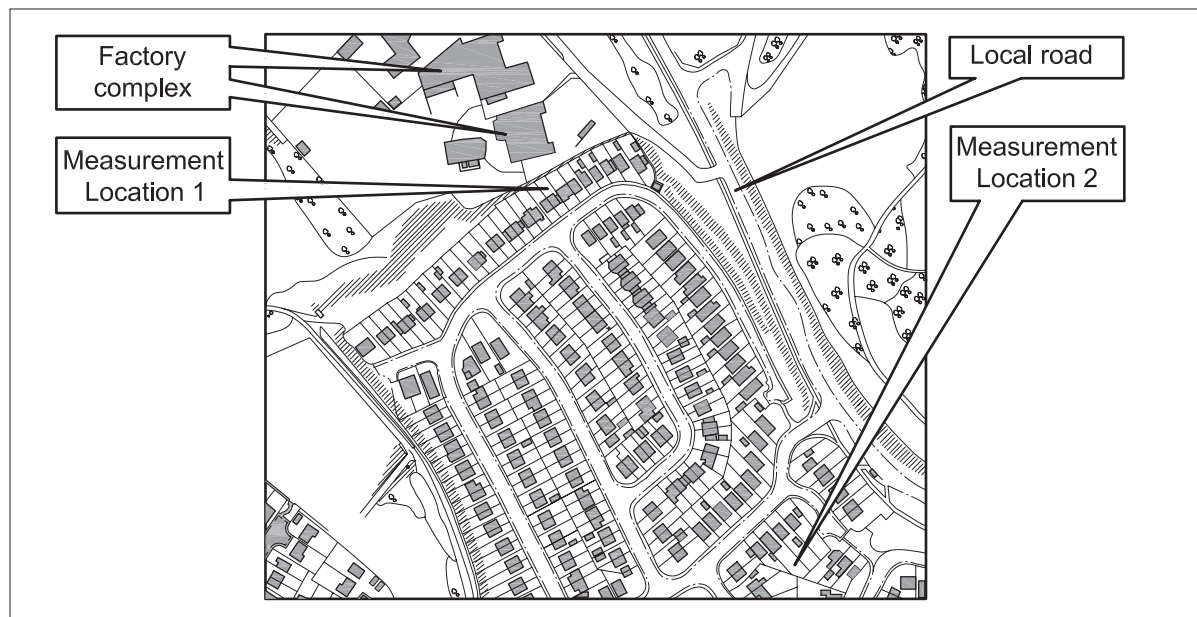 Factory
complex
Measurement
Location 1
Local road
Measurement
Location 2